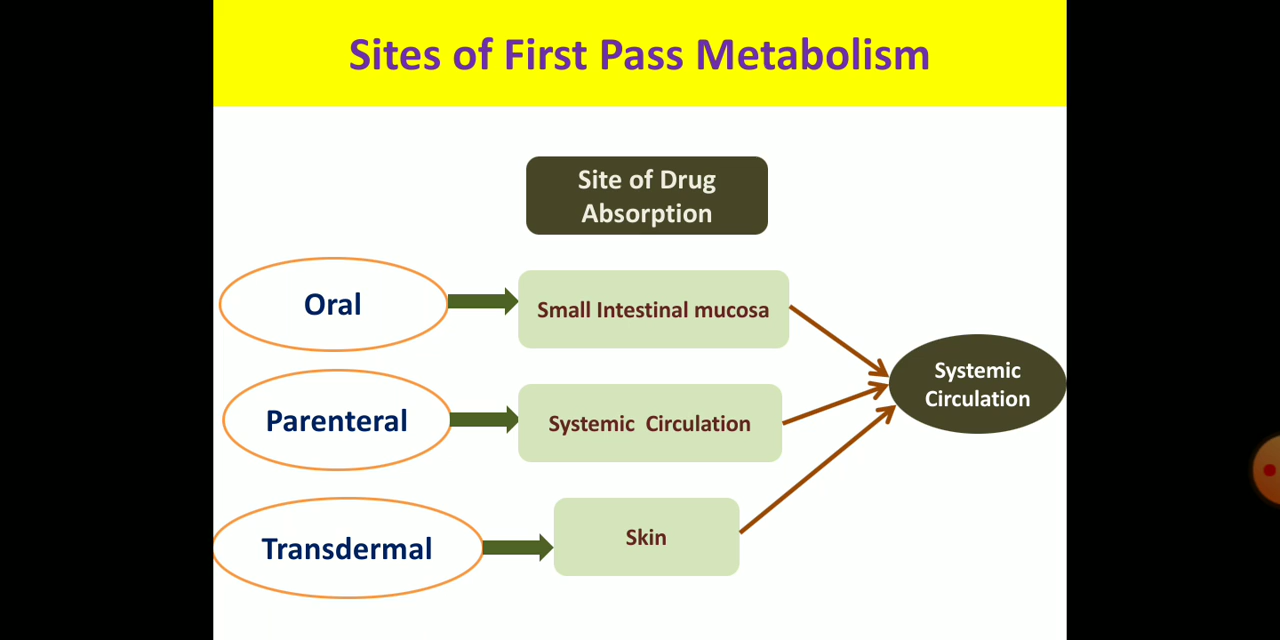 Sites of First Pass Metabolism
Site of Drug
Absorption
Oral
Small Intestinal mucosa
Parenteral
Systemic Circulation
Transdermal
Skin
Systemic
Circulation